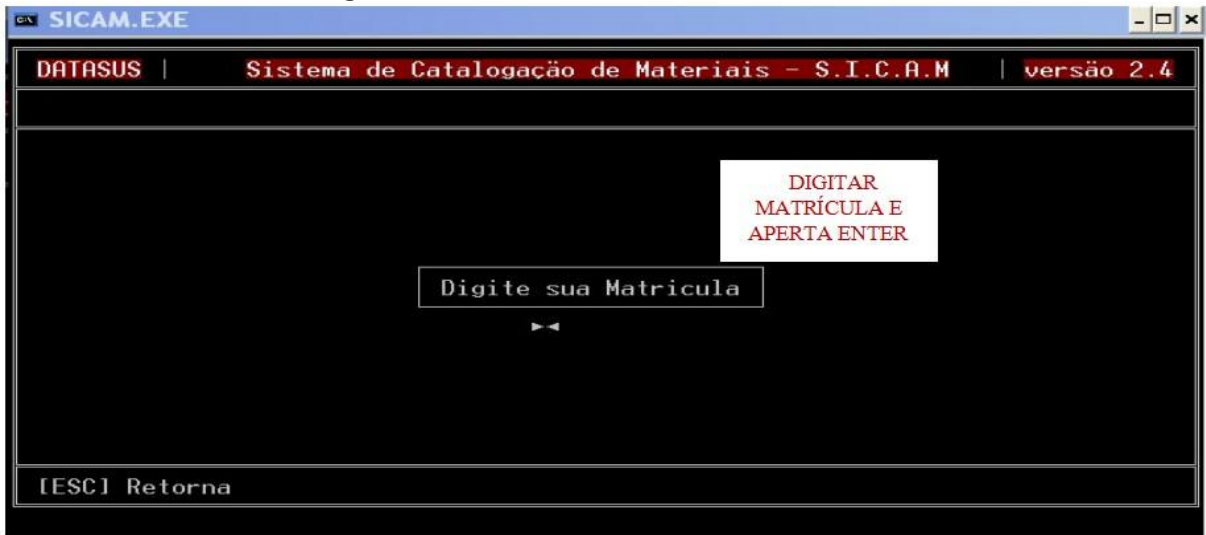 SICAM.EXE
DATASUS | Sistema de Catalogação de Materiais - S.I.C.A.M | versão 2.4
DIGITAR
MATRÍCULA E
APERTA ENTER
Digite sua Matricula
[ESC] Retorna